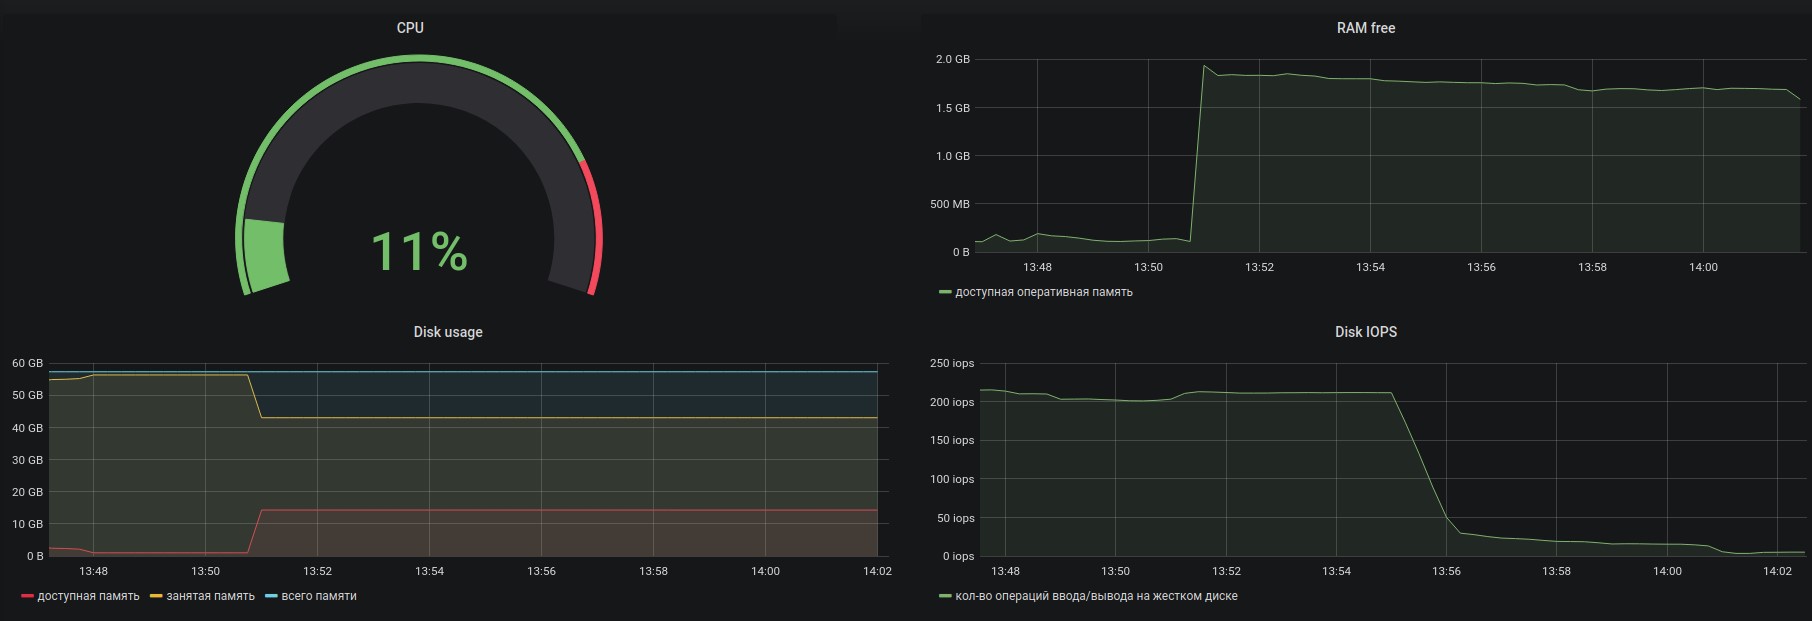 CPU
11%
RAM free
2.0 GB
1.5 GB
1.0 GB
500 MB
0 B
13:48 13:50 13:52 13:54 13:56 13:58 14:00
доступная оперативная память
Disk usage
60 GB
50 GB
40 GB
30 GB
20 GB
10 GB
0 B
13:48 13:50 13:52 13:54 13:56 13:58 14:00 14:02
доступная память занятая память всего памяти
Disk IOPS
250 iops
200 iops
150 iops
100 iops
50 iops
0 iops
13:48 13:50 13:52 13:54 13:56 13:58 14:00 14:02
кол-во операций ввода/вывода на жестком диске